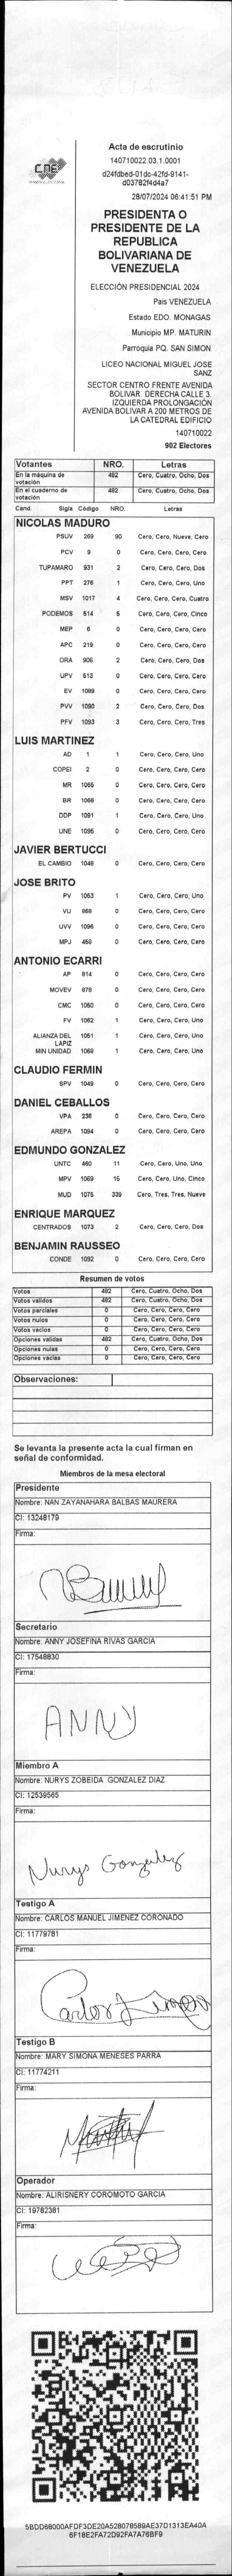 Acta de escrutinio
140710022.03.1.0001
d24fdbed-01dc-42fd-9141-
d03782f4d4a7
28/07/2024 06:41:51 PM
CNE
PRESIDENTA O
PRESIDENTE DE LA
REPUBLICA
BOLIVARIANA DE
VENEZUELA
ELECCIÓN PRESIDENCIAL 2024
Pais VENEZUELA
Estado EDO. MONAGAS
Municipio MP. MATURIN
Parroquia PQ. SAN SIMON
LICEO NACIONAL MIGUEL JOSE
SANZ
SECTOR CENTRO FRENTE AVENIDA
BOLIVAR. DERECHA CALLE 3.
IZQUIERDA PROLONGACIÓN
AVENIDA BOLIVAR A 200 METROS DE
LA CATEDRAL EDIFICIO
140710022
902 Electores
Votantes NRO. Letras
En la máquina de votación 482 Cero, Cuatro, Ocho, Dos
En el cuaderno de votación 482 Cero, Cuatro, Ocho, Dos
Cand. Sigla Código NRO. Letras
NICOLAS MADURO
PSUV 269 90 Cero, Cero, Nueve, Cero
PCV 9 0 Cero, Cero, Cero, Cero
TUPAMARO 931 2 Cero, Cero, Cero, Dos
PPT 276 1 Cero, Cero, Cero, Uno
MSV 1017 4 Cero, Cero, Cero, Cuatro
PODEMOS 514 5 Cero, Cero, Cero, Cinco
MEP 6 0 Cero, Cero, Cero, Cero
APC 219 0 Cero, Cero, Cero, Cero
ORA 906 2 Cero, Cero, Cero, Dos
UPV 513 0 Cero, Cero, Cero, Cero
EV 1089 0 Cero, Cero, Cero, Cero
PVV 1090 2 Cero, Cero, Cero, Dos
PFV 1093 3 Cero, Cero, Cero, Tres
LUIS MARTINEZ
AD 1 1 Cero, Cero, Cero, Uno
COPEI 2 0 Cero, Cero, Cero, Cero
MR 1065 0 Cero, Cero, Cero, Cero
BR 1066 0 Cero, Cero, Cero, Cero
DDP 1091 1 Cero, Cero, Cero, Uno
UNE 1095 0 Cero, Cero, Cero, Cero
JAVIER BERTUCCI
EL CAMBIO 1048 0 Cero, Cero, Cero, Cero
JOSE BRITO
PV 1053 1 Cero, Cero, Cero, Uno
VU 868 0 Cero, Cero, Cero, Cero
UVV 1096 0 Cero, Cero, Cero, Cero
MPJ 459 0 Cero, Cero, Cero, Cero
ANTONIO ECARRI
AP 814 0 Cero, Cero, Cero, Cero
MOVEV 878 0 Cero, Cero, Cero, Cero
CMC 1050 0 Cero, Cero, Cero, Cero
FV 1062 1 Cero, Cero, Cero, Uno
ALIANZA DEL LAPIZ 1051 1 Cero, Cero, Cero, Uno
MIN UNIDAD 1068 1 Cero, Cero, Cero, Uno
CLAUDIO FERMIN
SPV 1049 0 Cero, Cero, Cero, Cero
DANIEL CEBALLOS
VPA 238 0 Cero, Cero, Cero, Cero
AREPA 1094 0 Cero, Cero, Cero, Cero
EDMUNDO GONZALEZ
UNTC 460 11 Cero, Cero, Uno, Uno
MPV 1069 15 Cero, Cero, Uno, Cinco
MUD 1075 339 Cero, Tres, Tres, Nueve
ENRIQUE MARQUEZ
CENTRADOS 1073 2 Cero, Cero, Cero, Dos
BENJAMIN RAUSSEO
CONDE 1092 0 Cero, Cero, Cero, Cero
Resumen de votos
Votos 482 Cero, Cuatro, Ocho, Dos
Votos validos 482 Cero, Cuatro, Ocho, Dos
Votos parciales 0 Cero, Cero, Cero, Cero
Votos nulos 0 Cero, Cero, Cero, Cero
Votos vacios 0 Cero, Cero, Cero, Cero
Opciones validas 482 Cero, Cuatro, Ocho, Dos
Opciones nulas 0 Cero, Cero, Cero, Cero
Opciones vacias 0 Cero, Cero, Cero, Cero
Observaciones:
Se levanta la presente acta la cual firman en
señal de conformidad.
Miembros de la mesa electoral
Presidente
Nombre: NAN ZAYANAHARA BALBAS MAURERA
CI: 13248179
Firma:
Secretario
Nombre: ANNY JOSEFINA RIVAS GARCIA
CI: 17548830
Firma:
ANNY
Miembro A
Nombre: NURYS ZOBEIDA GONZALEZ DIAZ
CI: 12539565
Firma:
Nurys Gonzalez
Testigo A
Nombre: CARLOS MANUEL JIMENEZ CORONADO
CI: 11779781
Firma:
Carlos Jimenez
Testigo B
Nombre: MARY SIMONA MENESES PARRA
CI: 11774211
Firma:
Operador
Nombre: ALIRISNERY COROMOTO GARCIA
CI: 19782381
Firma:
5BDD68000AFDF3DE20A528078589AE37D1313EA40A
6F18E2FA72D92FA7A76BF9